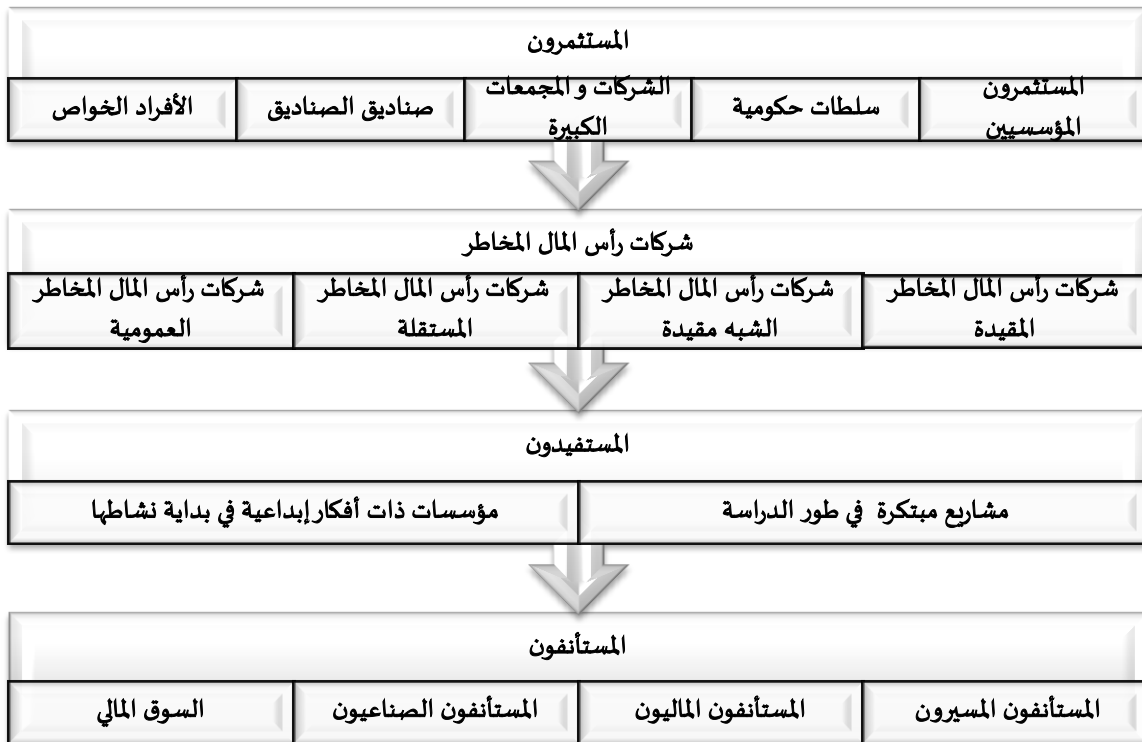 المستثمرون
المستثمرون
المؤسسيين
سلطات حكومية
الشركات و المجمعات
الكبيرة
صناديق الصناديق
الأفراد الخواص
شركات رأس المال المخاطر
شركات رأس المال المخاطر
المقيدة
شركات رأس المال المخاطر
الشبه مقيدة
شركات رأس المال المخاطر
المستقلة
شركات رأس المال المخاطر
العمومية
المستفيدون
مشاريع مبتكرة في طور الدراسة
مؤسسات ذات أفكار إبداعية في بداية نشاطها
المستأنفون
المستأنفون المسيرون
المستأنفون الماليون
المستأنفون الصناعيون
السوق المالي